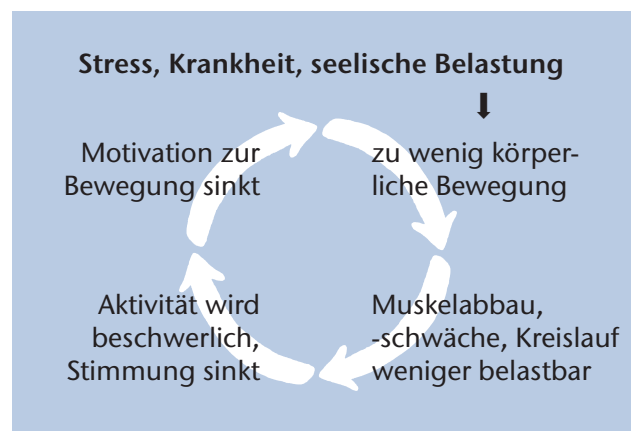 Stress, Krankheit, seelische Belastung
zu wenig körper-
liche Bewegung
Muskelabbau,
-schwäche, Kreislauf
weniger belastbar
Aktivität wird
beschwerlich,
Stimmung sinkt
Motivation zur
Bewegung sinkt